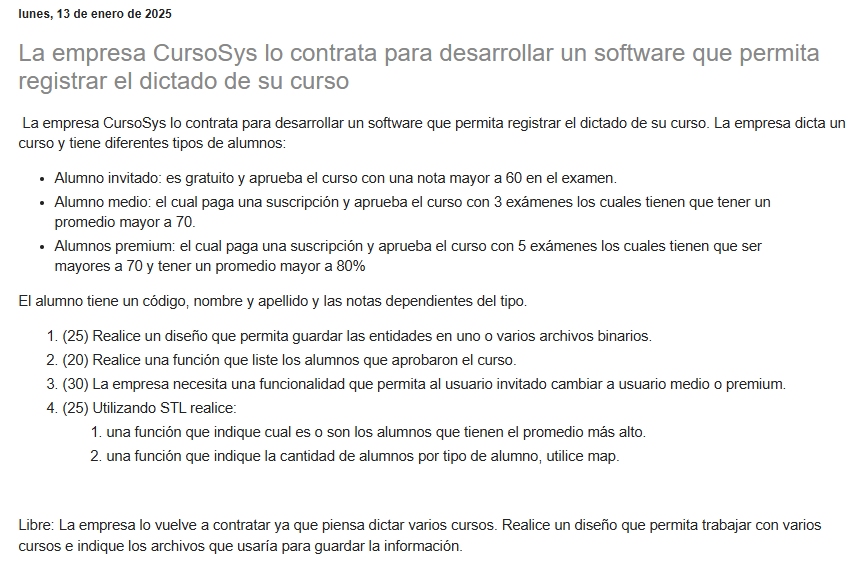 lunes, 13 de enero de 2025
La empresa CursoSys lo contrata para desarrollar un software que permita
registrar el dictado de su curso
La empresa CursoSys lo contrata para desarrollar un software que permita registrar el dictado de su curso. La empresa dicta un
curso y tiene diferentes tipos de alumnos:
• Alumno invitado: es gratuito y aprueba el curso con una nota mayor a 60 en el examen.
• Alumno medio: el cual paga una suscripción y aprueba el curso con 3 exámenes los cuales tienen que tener un
promedio mayor a 70.
• Alumnos premium: el cual paga una suscripción y aprueba el curso con 5 exámenes los cuales tienen que ser
mayores a 70 y tener un promedio mayor a 80%
El alumno tiene un código, nombre y apellido y las notas dependientes del tipo.
1. (25) Realice un diseño que permita guardar las entidades en uno o varios archivos binarios.
2. (20) Realice una función que liste los alumnos que aprobaron el curso.
3. (30) La empresa necesita una funcionalidad que permita al usuario invitado cambiar a usuario medio o premium.
4. (25) Utilizando STL realice:
1. una función que indique cual es o son los alumnos que tienen el promedio más alto.
2. una función que indique la cantidad de alumnos por tipo de alumno, utilice map.
Libre: La empresa lo vuelve a contratar ya que piensa dictar varios cursos. Realice un diseño que permita trabajar con varios
cursos e indique los archivos que usaría para guardar la información.